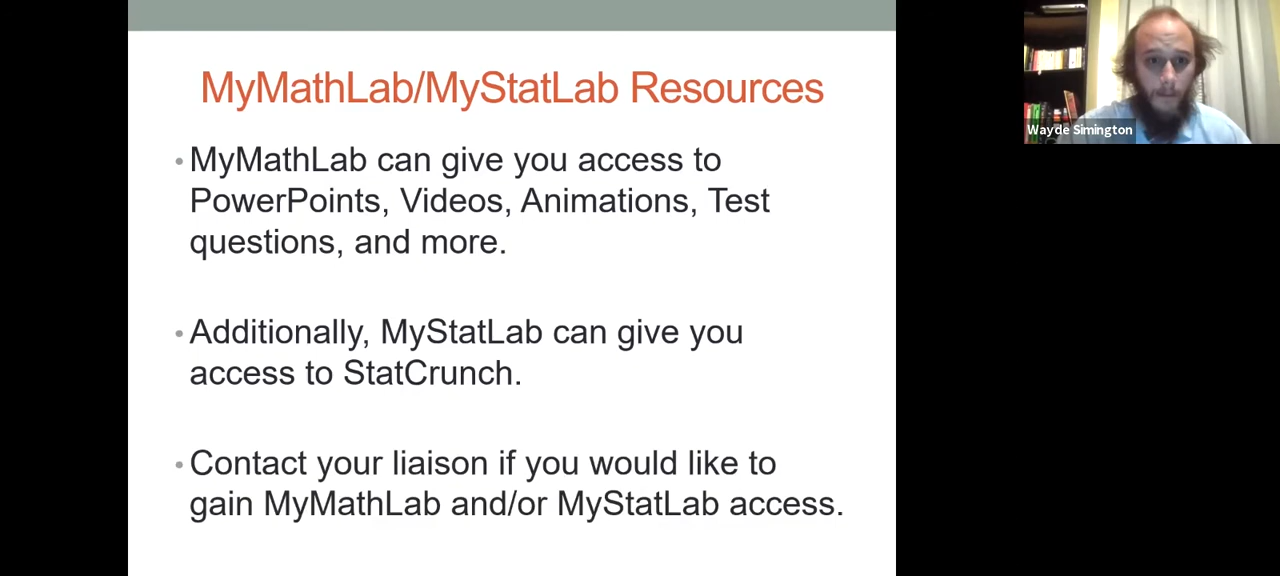 MyMathLab/MyStatLab Resources
• MyMathLab can give you access to
PowerPoints, Videos, Animations, Test
questions, and more.
• Additionally, MyStatLab can give you
access to StatCrunch.
• Contact your liaison if you would like to
gain MyMathLab and/or MyStatLab access.
Wayde Simington